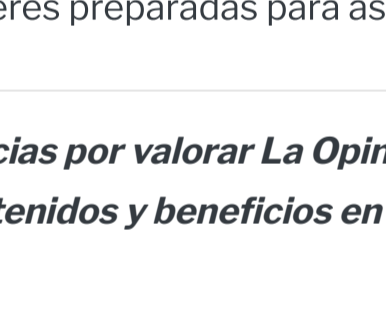 eres preparadas para as
cias por valorar La Opin
tenidos y beneficios en